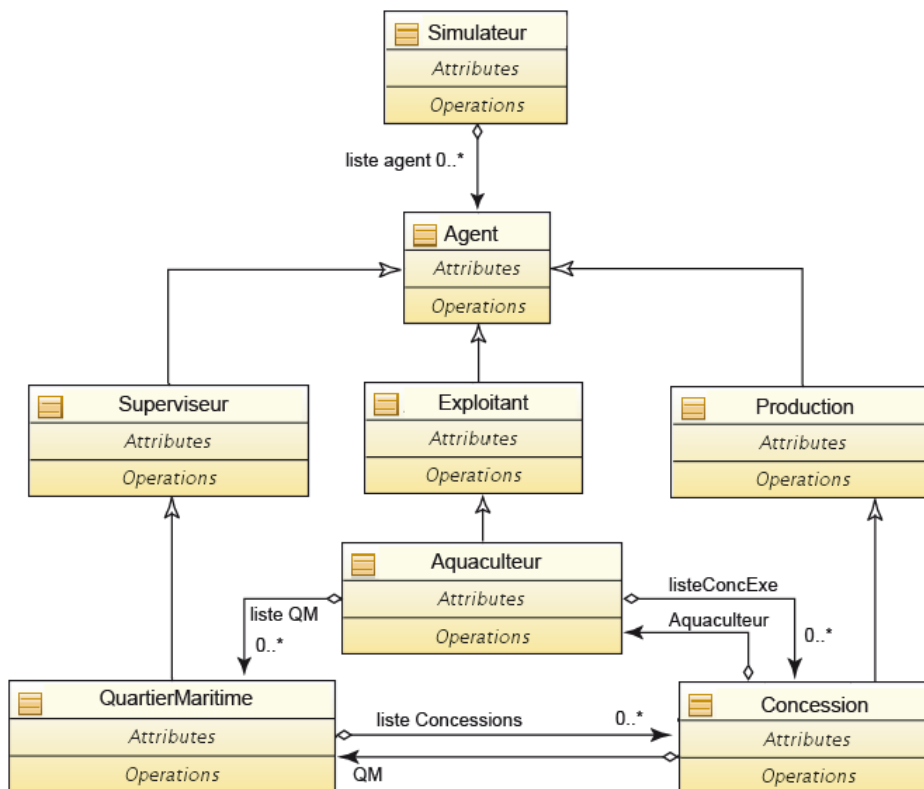 Simulateur
Attributes
Operations
liste agent 0..*
Agent
Attributes
Operations
Superviseur
Attributes
Operations
Exploitant
Attributes
Operations
Production
Attributes
Operations
Aquaculteur
Attributes
Operations
liste QM
0..*
listeConcExe
Aquaculteur
0..*
QuartierMaritime
Attributes
Operations
liste Concessions
0..*
QM
Concession
Attributes
Operations